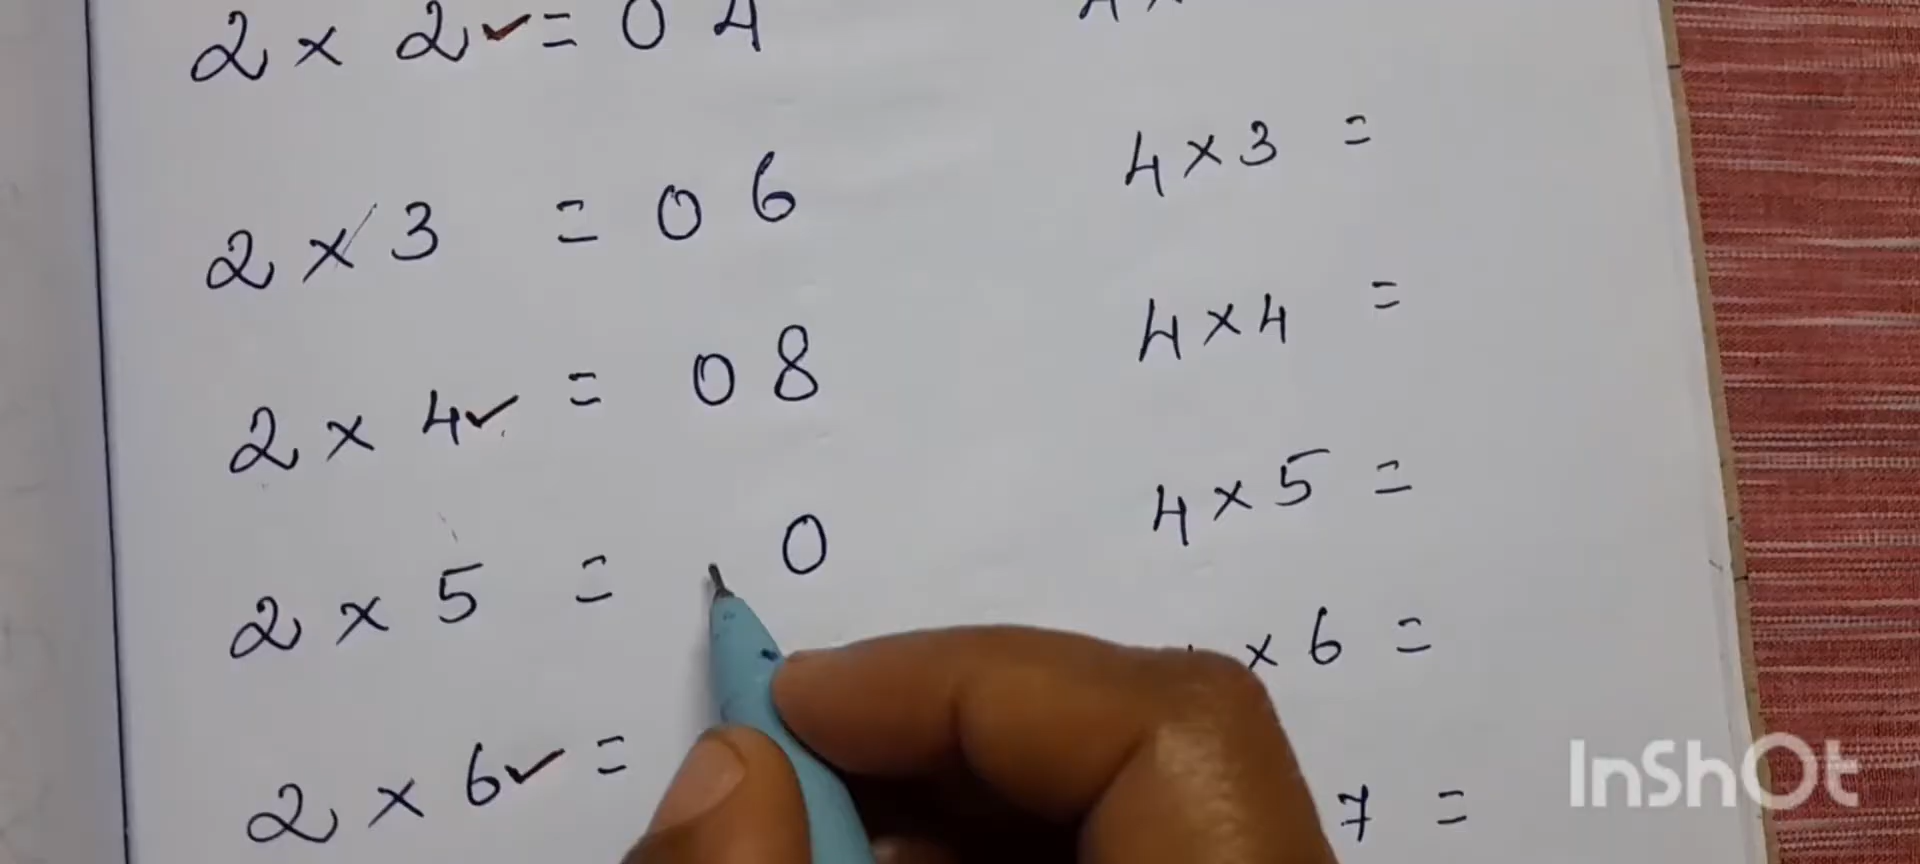 2 × 2 ✓ = 0 4
2 × 3 = 0 6
2 × 4 ✓ = 0 8
2 × 5 = 0
2 × 6 ✓ =
4 × 3 =
4 × 4 =
4 × 5 =
× 6 =
7 =
InShOt